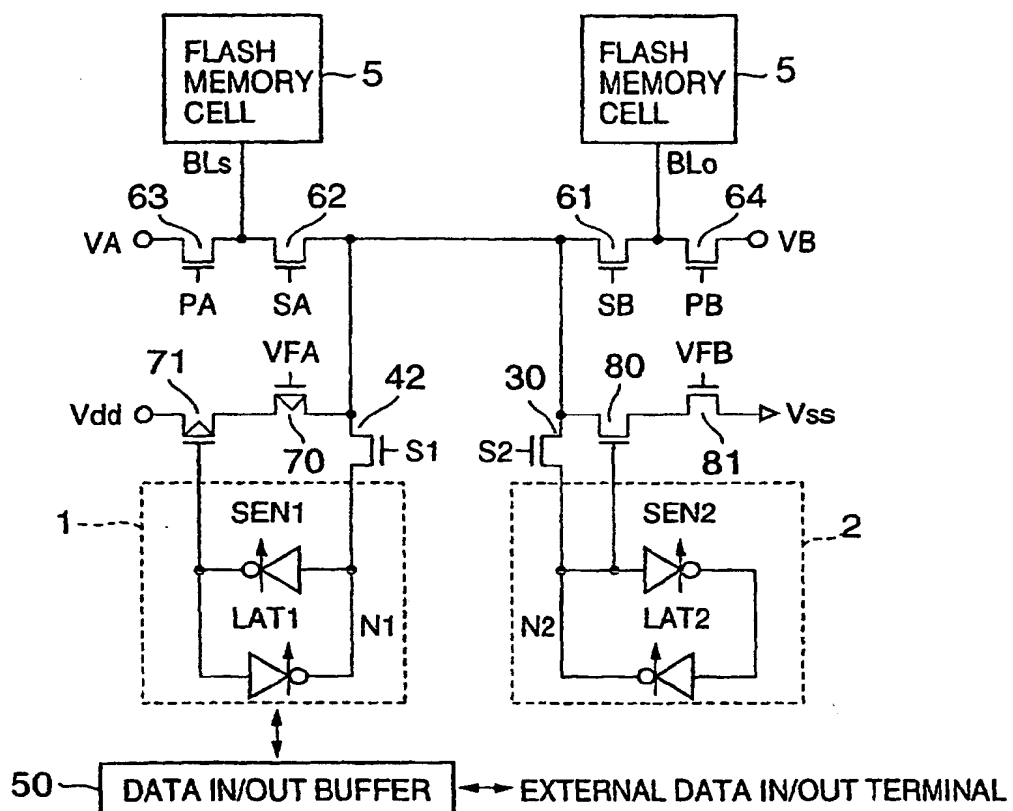 FLASH
MEMORY
CELL
5
FLASH
MEMORY
CELL
5
BLs
BLo
63
62
61
64
VA
VB
PA
SA
SB
PB
71
VFA
42
30
80
VFB
Vdd
70
S1
S2
81
Vss
1
SEN1
SEN2
2
LAT1
LAT2
N1
N2
50
DATA IN/OUT BUFFER
EXTERNAL DATA IN/OUT TERMINAL